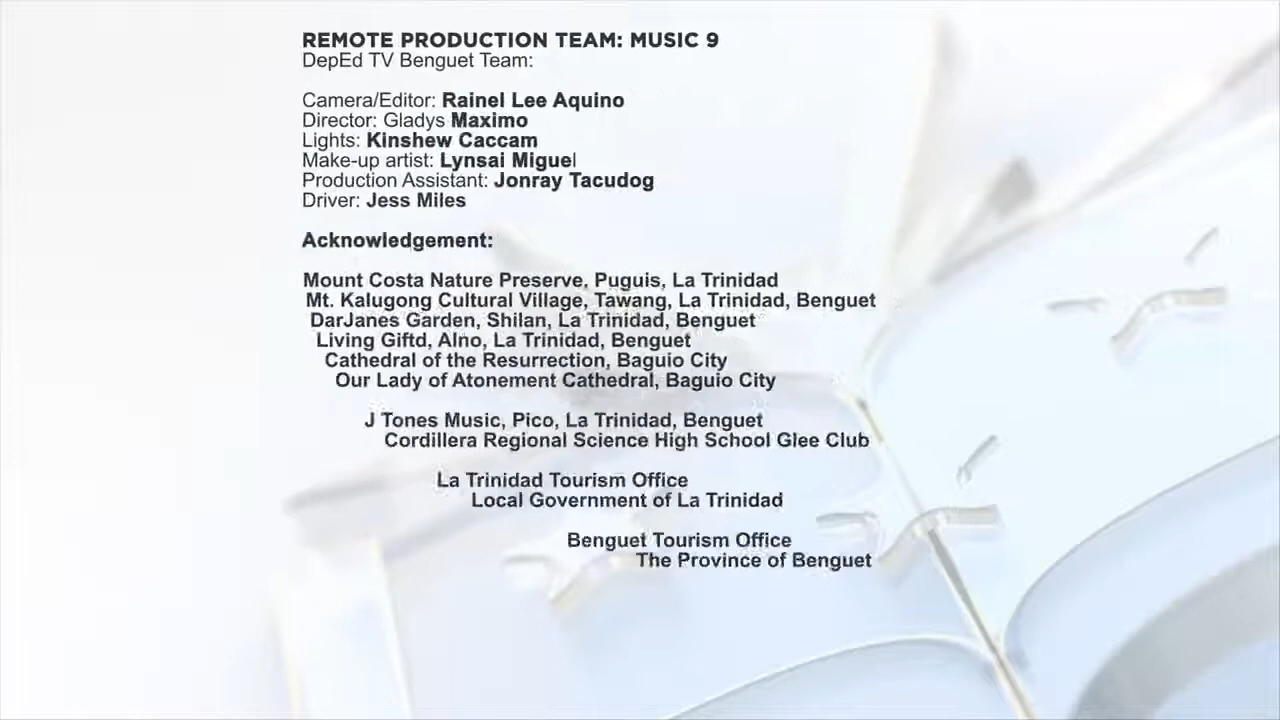 REMOTE PRODUCTION TEAM: MUSIC 9
DepEd TV Benguet Team:
Camera/Editor: Rainel Lee Aquino
Director: Gladys Maximo
Lights: Kinshew Caccam
Make-up artist: Lynsai Miguel
Production Assistant: Jonray Tacudog
Driver: Jess Miles
Acknowledgement:
Mount Costa Nature Preserve, Puguis, La Trinidad
Mt. Kalugong Cultural Village, Tawang, La Trinidad, Benguet
DarJanes Garden, Shilan, La Trinidad, Benguet
Living Giftd, Alno, La Trinidad, Benguet
Cathedral of the Resurrection, Baguio City
Our Lady of Atonement Cathedral, Baguio City
J Tones Music, Pico, La Trinidad, Benguet
Cordillera Regional Science High School Glee Club
La Trinidad Tourism Office
Local Government of La Trinidad
Benguet Tourism Office
The Province of Benguet